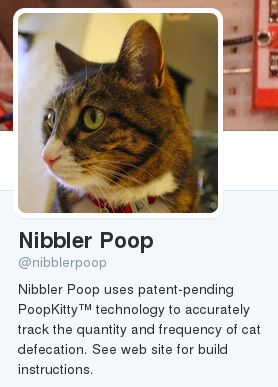 Nibbler Poop
@nibblerpoop
Nibbler Poop uses patent-pending
PoopKitty™ technology to accurately
track the quantity and frequency of cat
defecation. See web site for build
instructions.